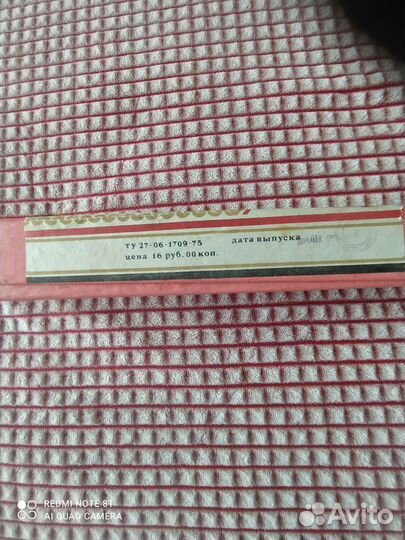 ту 27-06-1709-75 дата выпуска
цена 16 руб. 00 коп.
REDMI NOTE 8T
AI QUAD CAMERA
Avito